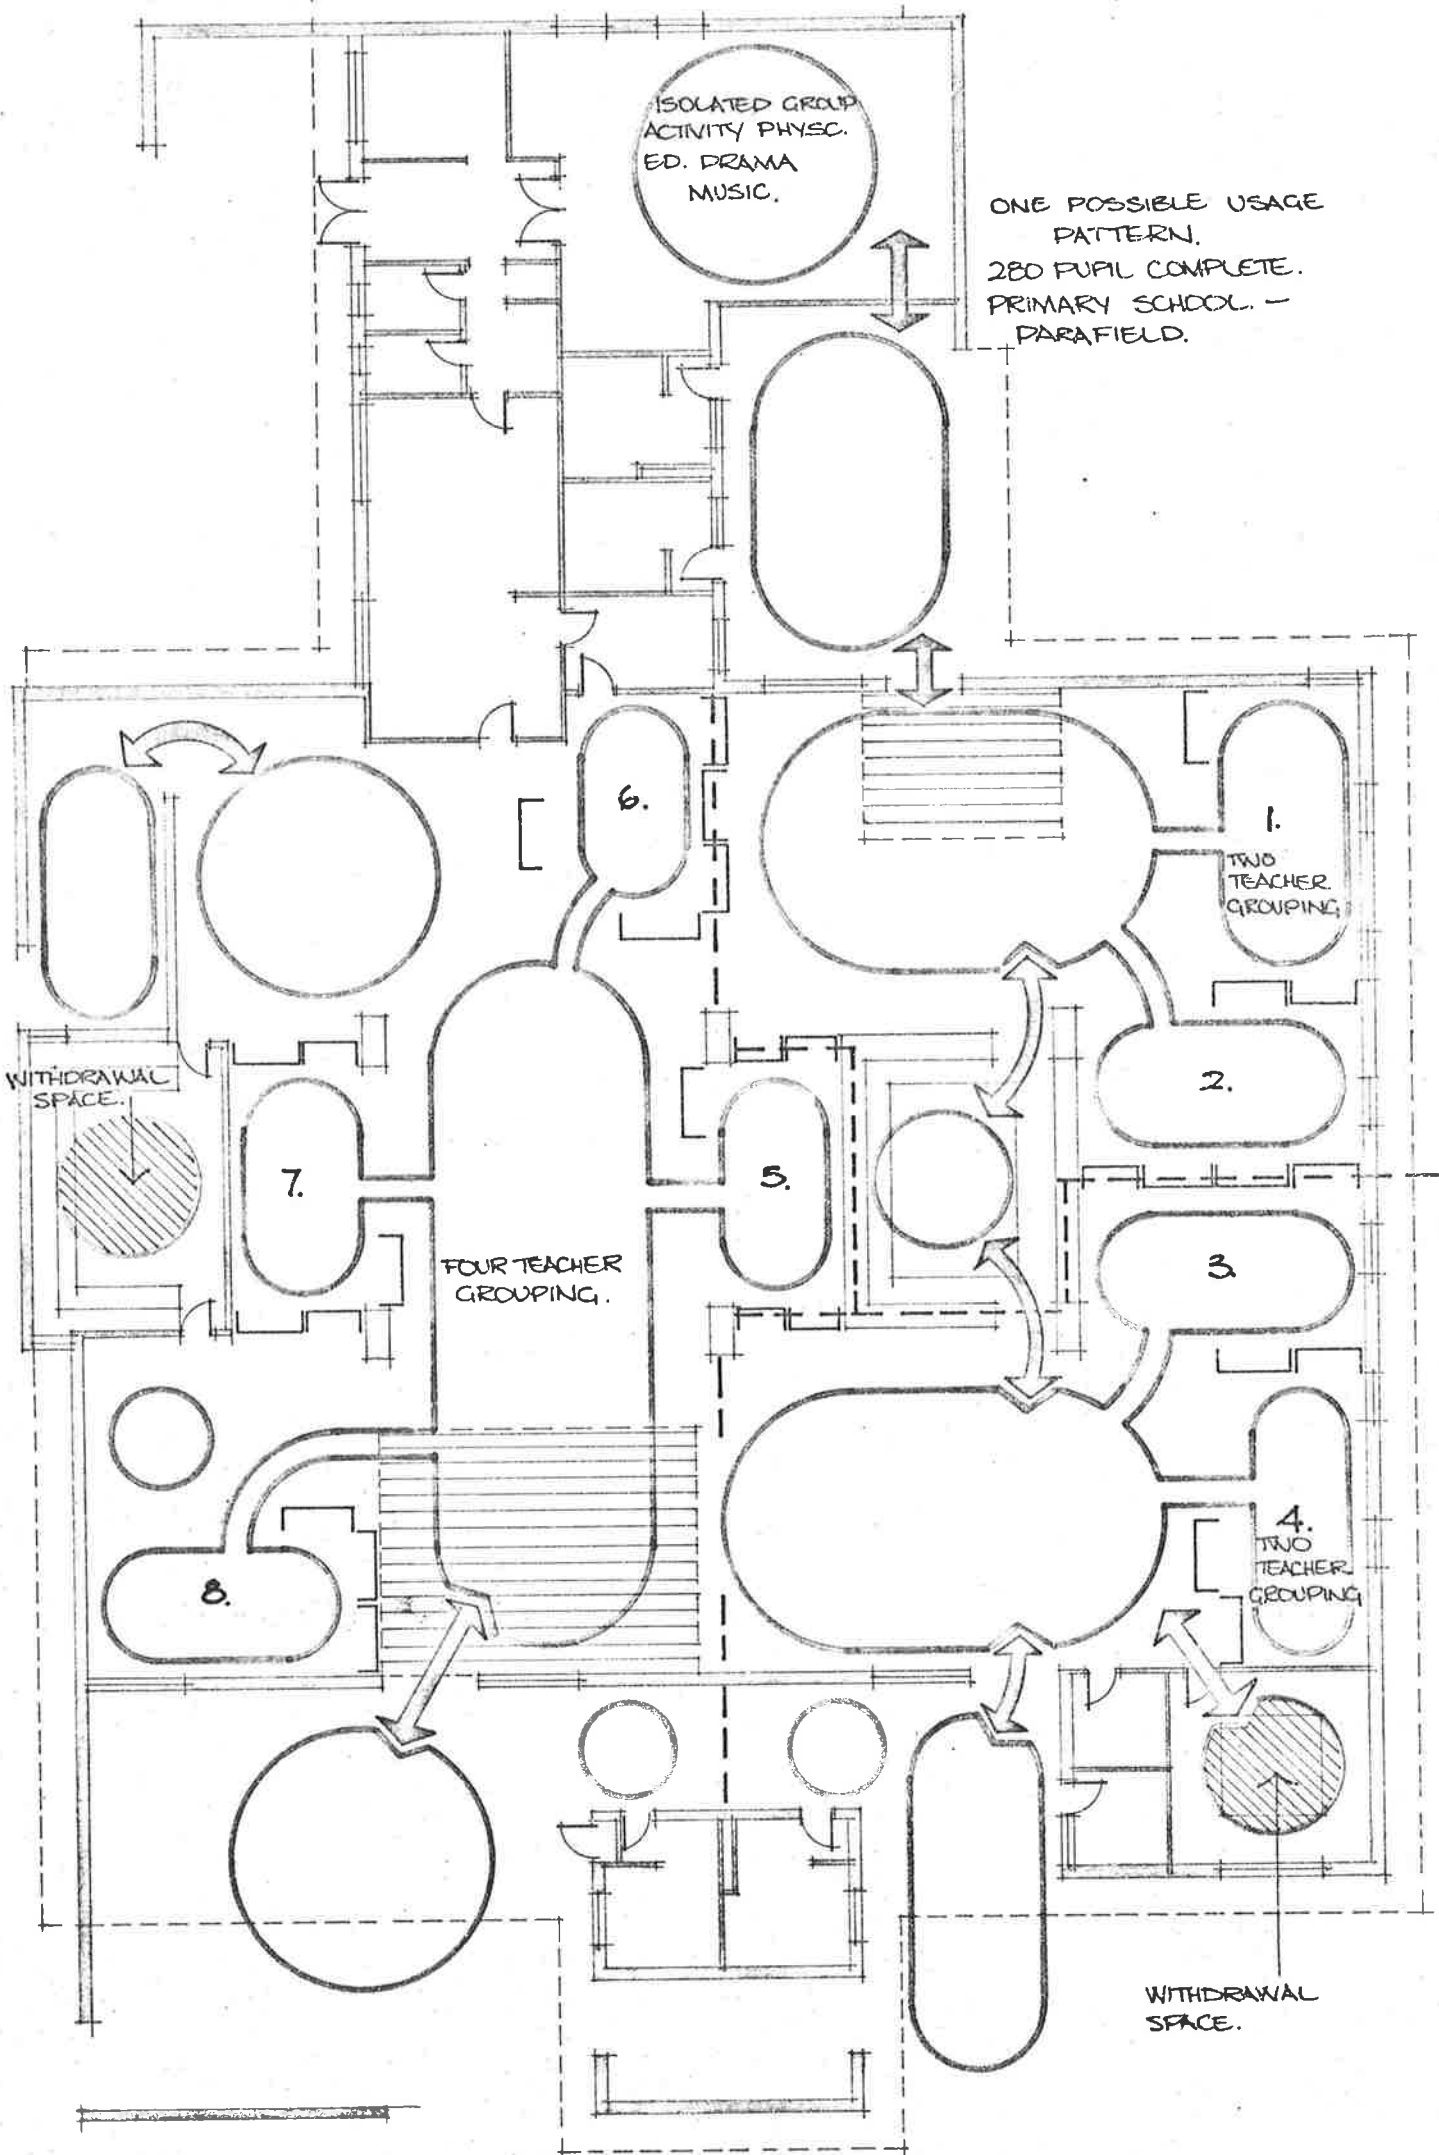 ISOLATED GROUP
ACTIVITY PHYSC.
ED. DRAMA
MUSIC.
ONE POSSIBLE USAGE
PATTERN.
280 PUPIL COMPLETE.
PRIMARY SCHOOL. —
PARAFIELD.
6.
1.
TWO
TEACHER
GROUPING
WITHDRAWAL
SPACE.
2.
7.
5.
FOUR TEACHER
GROUPING.
3.
4.
TWO
TEACHER
GROUPING
8.
WITHDRAWAL
SPACE.